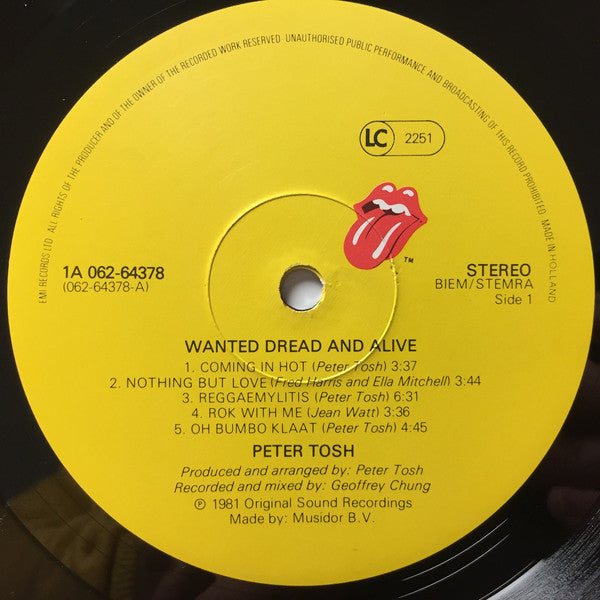 EMI RECORDS LTD ALL RIGHTS OF THE PRODUCER AND OF THE OWNER OF THE RECORDED WORK RESERVED UNAUTHORISED PUBLIC PERFORMANCE AND BROADCASTING OF THIS RECORD PROHIBITED MADE IN HOLLAND
LC 2251
TM
1A 062-64378
(062-64378-A)
STEREO
BIEM/STEMRA
Side 1
WANTED DREAD AND ALIVE
1. COMING IN HOT (Peter Tosh) 3:37
2. NOTHING BUT LOVE (Fred Harris and Ella Mitchell) 3:44
3. REGGAEMYLITIS (Peter Tosh) 6:31
4. ROK WITH ME (Jean Watt) 3:36
5. OH BUMBO KLAAT (Peter Tosh) 4:45
PETER TOSH
Produced and arranged by: Peter Tosh
Recorded and mixed by: Geoffrey Chung
℗ 1981 Original Sound Recordings
Made by: Musidor B.V.